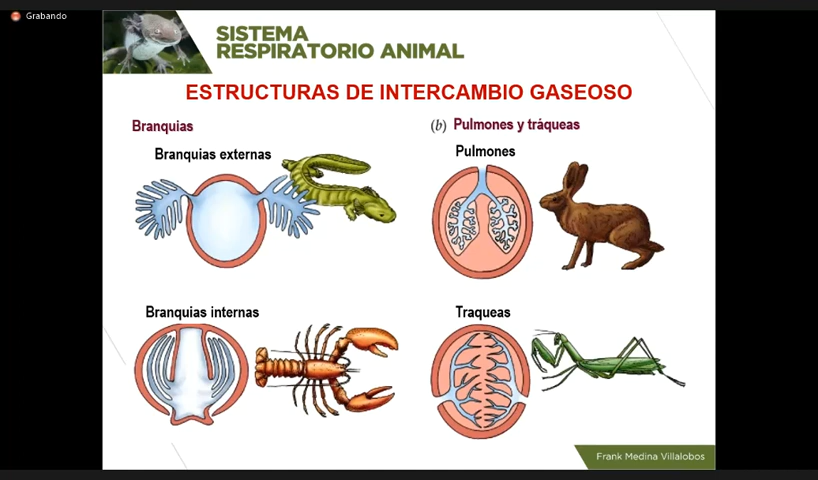 Grabando
SISTEMA
RESPIRATORIO ANIMAL
ESTRUCTURAS DE INTERCAMBIO GASEOSO
Branquias
Branquias externas
(b) Pulmones y tráqueas
Pulmones
Branquias internas
Traqueas
Frank Medina Villalobos